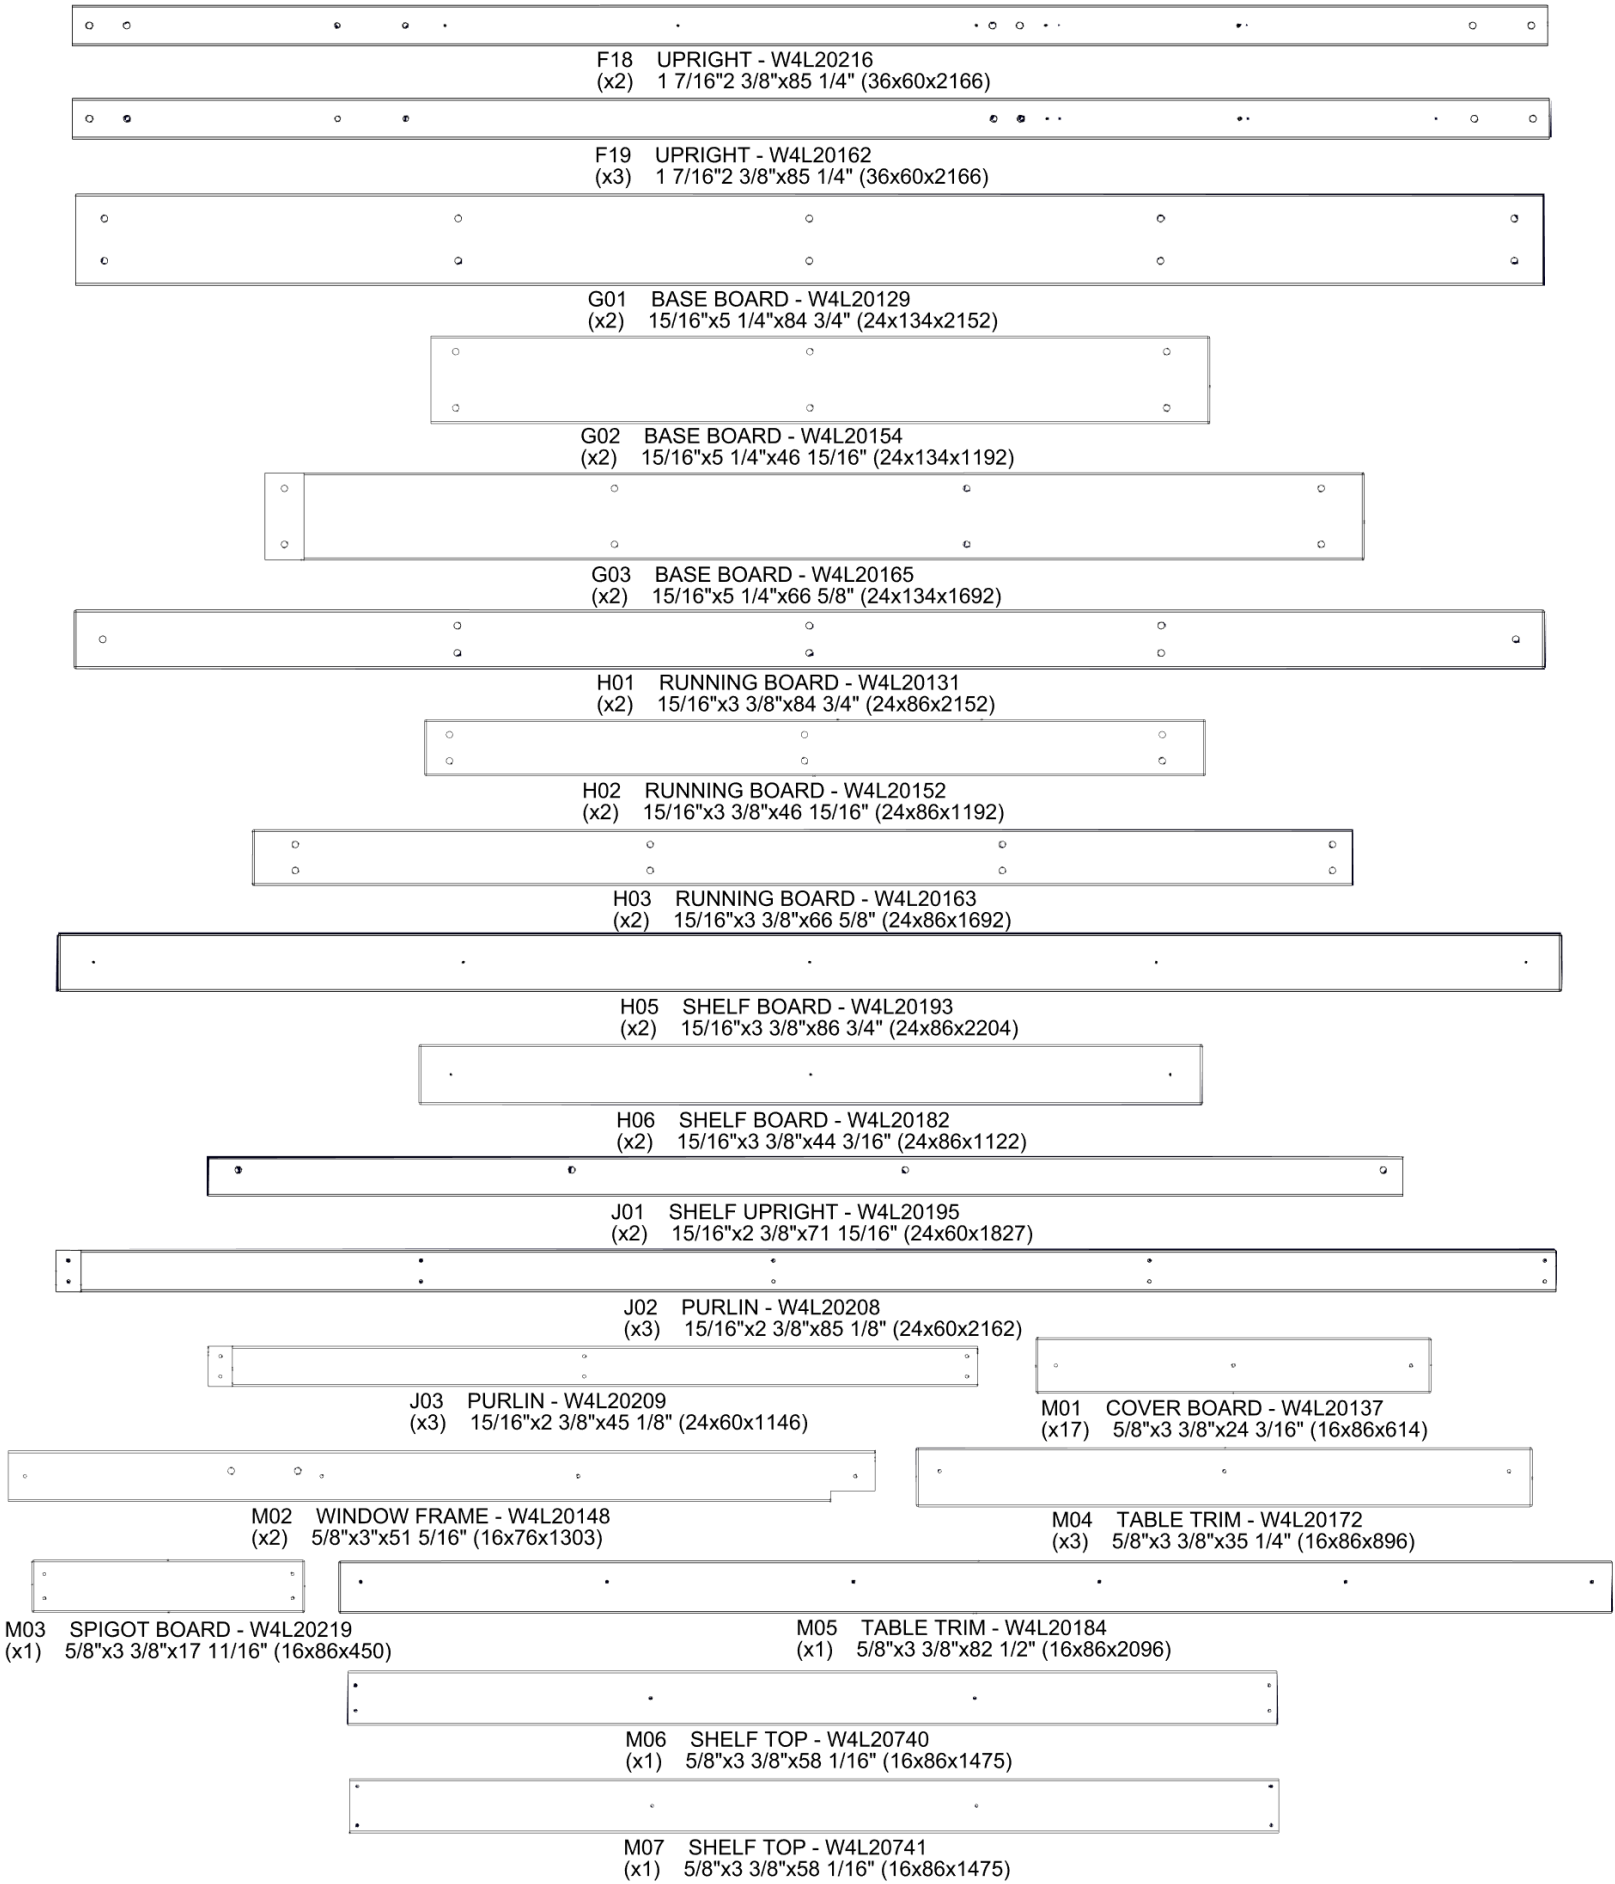 F18 UPRIGHT - W4L20216
(x2) 1 7/16"2 3/8"x85 1/4" (36x60x2166)
F19 UPRIGHT - W4L20162
(x3) 1 7/16"2 3/8"x85 1/4" (36x60x2166)
G01 BASE BOARD - W4L20129
(x2) 15/16"x5 1/4"x84 3/4" (24x134x2152)
G02 BASE BOARD - W4L20154
(x2) 15/16"x5 1/4"x46 15/16" (24x134x1192)
G03 BASE BOARD - W4L20165
(x2) 15/16"x5 1/4"x66 5/8" (24x134x1692)
H01 RUNNING BOARD - W4L20131
(x2) 15/16"x3 3/8"x84 3/4" (24x86x2152)
H02 RUNNING BOARD - W4L20152
(x2) 15/16"x3 3/8"x46 15/16" (24x86x1192)
H03 RUNNING BOARD - W4L20163
(x2) 15/16"x3 3/8"x66 5/8" (24x86x1692)
H05 SHELF BOARD - W4L20193
(x2) 15/16"x3 3/8"x86 3/4" (24x86x2204)
H06 SHELF BOARD - W4L20182
(x2) 15/16"x3 3/8"x44 3/16" (24x86x1122)
J01 SHELF UPRIGHT - W4L20195
(x2) 15/16"x2 3/8"x71 15/16" (24x60x1827)
J02 PURLIN - W4L20208
(x3) 15/16"x2 3/8"x85 1/8" (24x60x2162)
J03 PURLIN - W4L20209
(x3) 15/16"x2 3/8"x45 1/8" (24x60x1146)
M01 COVER BOARD - W4L20137
(x17) 5/8"x3 3/8"x24 3/16" (16x86x614)
M02 WINDOW FRAME - W4L20148
(x2) 5/8"x3"x51 5/16" (16x76x1303)
M04 TABLE TRIM - W4L20172
(x3) 5/8"x3 3/8"x35 1/4" (16x86x896)
M03 SPIGOT BOARD - W4L20219
(x1) 5/8"x3 3/8"x17 11/16" (16x86x450)
M05 TABLE TRIM - W4L20184
(x1) 5/8"x3 3/8"x82 1/2" (16x86x2096)
M06 SHELF TOP - W4L20740
(x1) 5/8"x3 3/8"x58 1/16" (16x86x1475)
M07 SHELF TOP - W4L20741
(x1) 5/8"x3 3/8"x58 1/16" (16x86x1475)